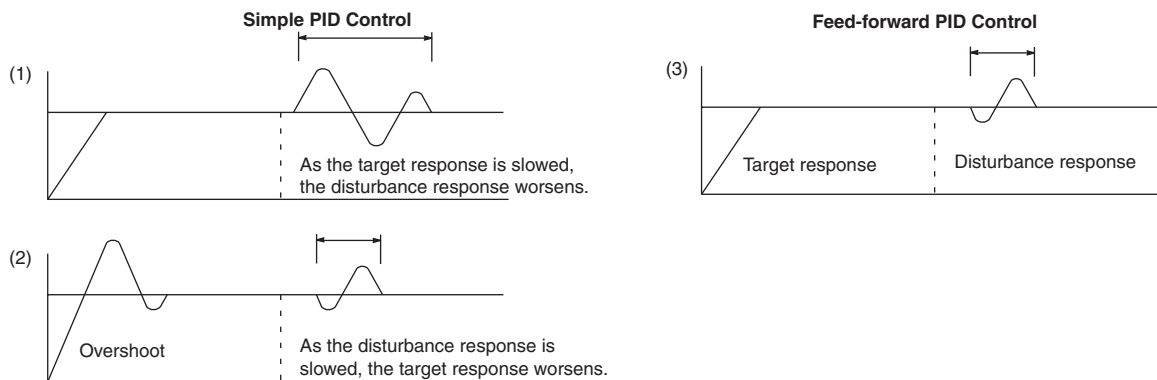 Simple PID Control
(1)
As the target response is slowed,
the disturbance response worsens.
(2)
Overshoot
As the disturbance response is
slowed, the target response worsens.
Feed-forward PID Control
(3)
Target response
Disturbance response